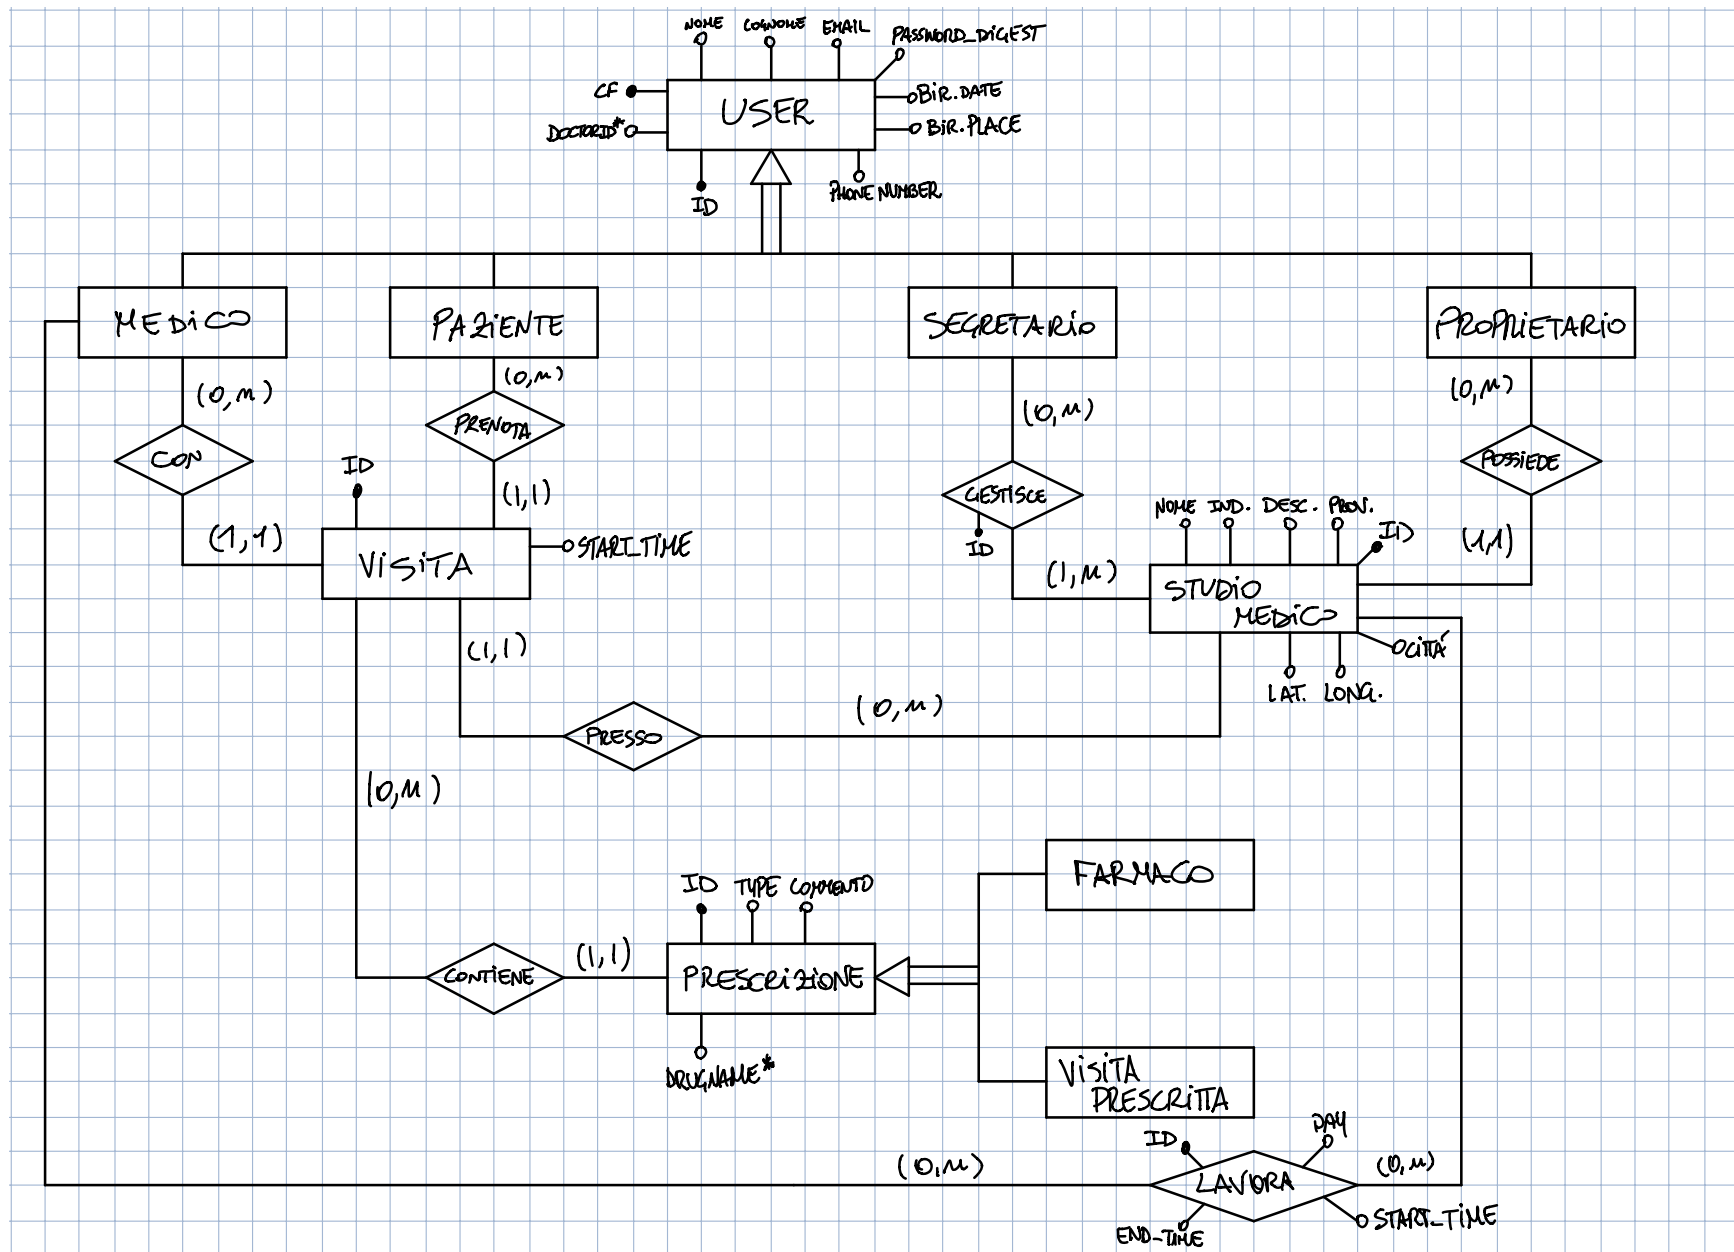 NOME COGNOME EMAIL PASSWORD_DIGEST
CF
USER
BIR.DATE
DOCTORID*
BIR.PLACE
ID
PHONE NUMBER
MEDICO
PAZIENTE
SEGRETARIO
PROPRIETARIO
(0,n)
(0,n)
(0,n)
(0,n)
CON
PRENOTA
GESTISCE
ID
POSSIEDE
ID
(1,1)
(1,1)
(1,n)
(1,1)
VISITA
START_TIME
NOME IND. DESC. PROV.
ID
STUDIO
MEDICO
CITTÁ
LAT. LONG.
(1,1)
PRESSO
(0,n)
(0,n)
FARMACO
ID TYPE COMMENTO
CONTIENE
(1,1)
PRESCRIZIONE
DRUGNAME*
VISITA
PRESCRITTA
ID
DAY
(0,n)
LAVORA
(0,n)
END_TIME
START_TIME